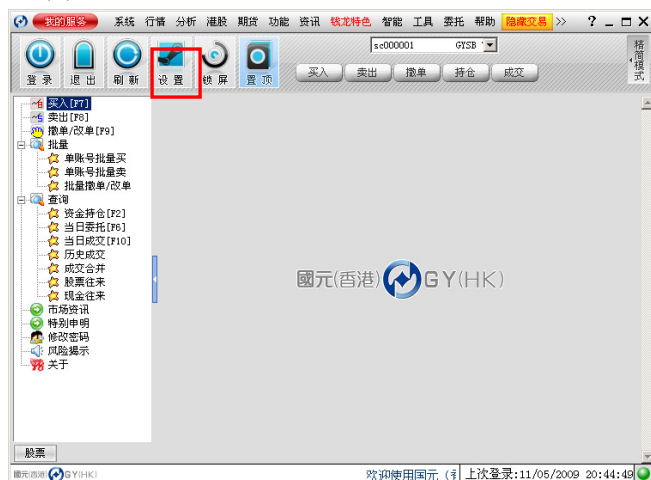 我的服务 系统 行情 分析 港股 期货 功能 资讯 钱龙特色 智能 工具 委托 帮助 隐藏交易 >> ?
sc000001 GYSB
登录 退出 刷新 设置 锁屏 置顶 买入 卖出 撤单 持仓 成交
精简模式
买入[F7]
卖出[F8]
撤单/改单[F9]
批量
单账号批量买
单账号批量卖
批量撤单/改单
查询
资金持仓[F2]
当日委托[F6]
当日成交[F10]
历史成交
成交合并
股票往来
现金往来
市场资讯
特别申明
修改密码
风险揭示
关于
國元(香港) GY(HK)
股票
國元(香港) GY(HK) 欢迎使用国元 上次登录:11/05/2009 20:44:49